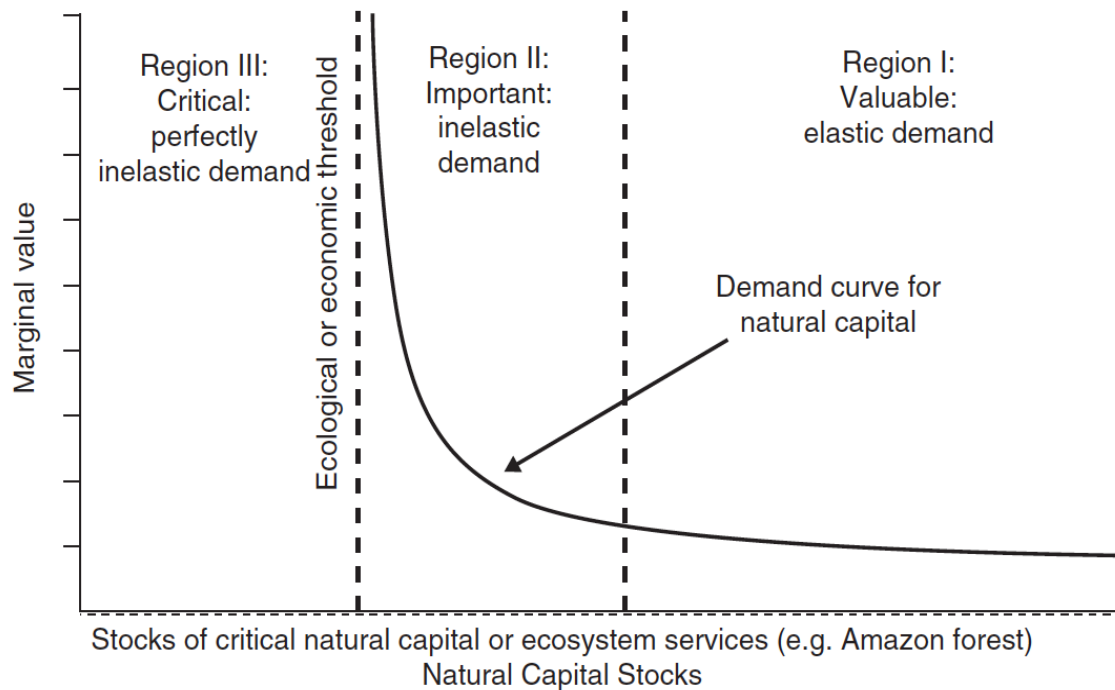 Region III:
Critical:
perfectly
inelastic demand
Ecological or economic threshold
Region II:
Important:
inelastic
demand
Region I:
Valuable:
elastic demand
Marginal value
Demand curve for
natural capital
Stocks of critical natural capital or ecosystem services (e.g. Amazon forest)
Natural Capital Stocks